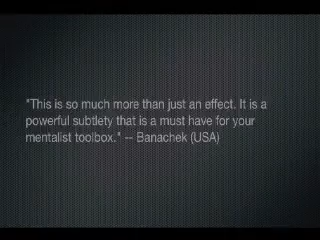 "This is so much more than just an effect. It is a
powerful subtlety that is a must have for your
mentalist toolbox." -- Banachek (USA)